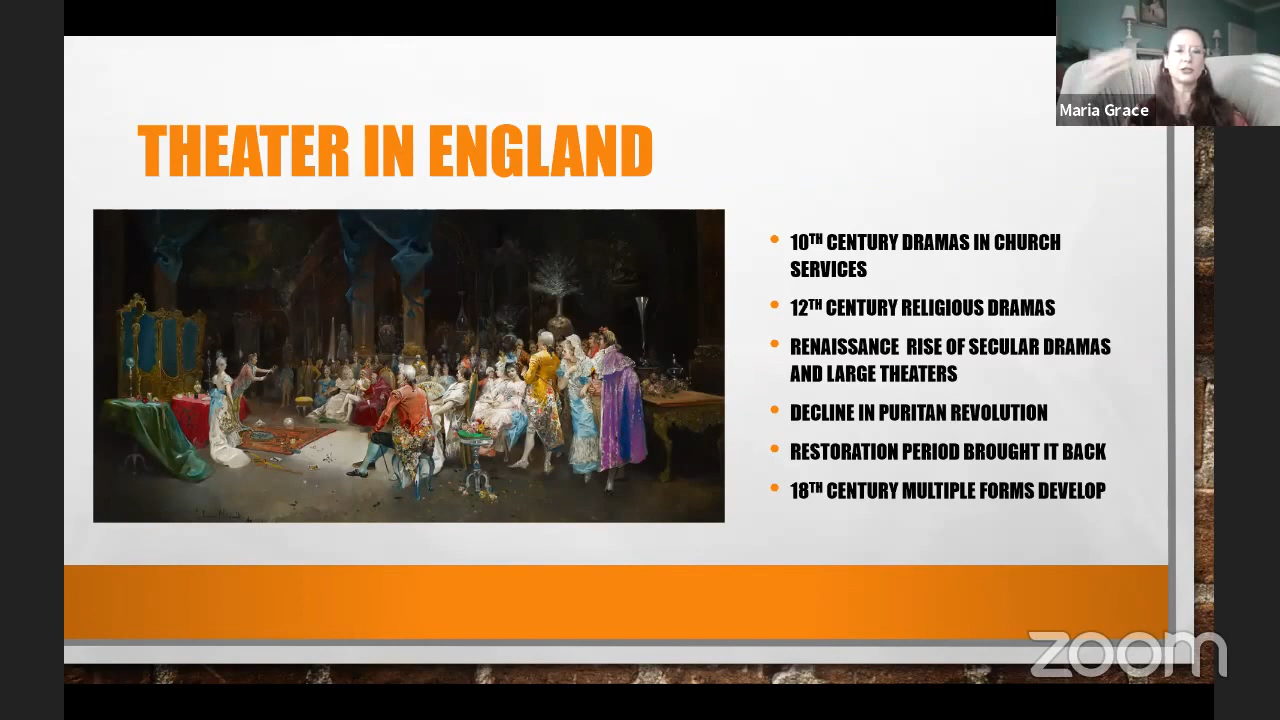 Maria Grace
THEATER IN ENGLAND
• 10TH CENTURY DRAMAS IN CHURCH
SERVICES
• 12TH CENTURY RELIGIOUS DRAMAS
• RENAISSANCE RISE OF SECULAR DRAMAS
AND LARGE THEATERS
• DECLINE IN PURITAN REVOLUTION
• RESTORATION PERIOD BROUGHT IT BACK
• 18TH CENTURY MULTIPLE FORMS DEVELOP
zoom